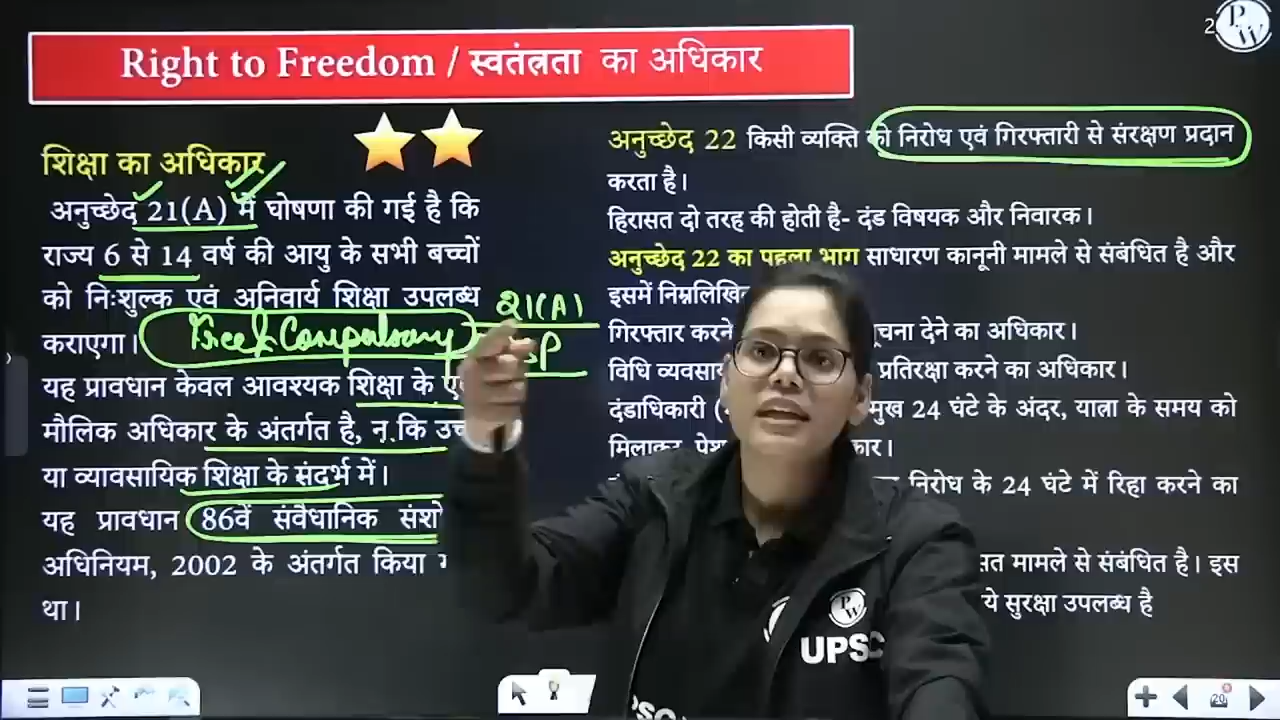 Right to Freedom / स्वतंत्रता का अधिकार
PW
2
शिक्षा का अधिकार
अनुच्छेद 21(A) में घोषणा की गई है कि
राज्य 6 से 14 वर्ष की आयु के सभी बच्चों
को निःशुल्क एवं अनिवार्य शिक्षा उपलब्ध
कराएगा। Free & Compulsory
21(A)
यह प्रावधान केवल आवश्यक शिक्षा के
मौलिक अधिकार के अंतर्गत है, न कि
या व्यावसायिक शिक्षा के संदर्भ में।
यह प्रावधान 86वें संवैधानिक
अधिनियम, 2002 के अंतर्गत किया
था।
अनुच्छेद 22 किसी व्यक्ति को निरोध एवं गिरफ्तारी से संरक्षण प्रदान
करता है।
हिरासत दो तरह की होती है- दंड विषयक और निवारक।
अनुच्छेद 22 का पहला भाग साधारण कानूनी मामले से संबंधित है और
इसमें
गिरफ्तार करने देने का अधिकार।
विधि प्रतिरक्षा करने का अधिकार।
दंडाधिकारी 24 घंटे के अंदर, यात्रा के समय को
मिलाकर
निरोध के 24 घंटे में रिहा करने का
मामले से संबंधित है। इस
ये सुरक्षा उपलब्ध है
PW
UPSC
20